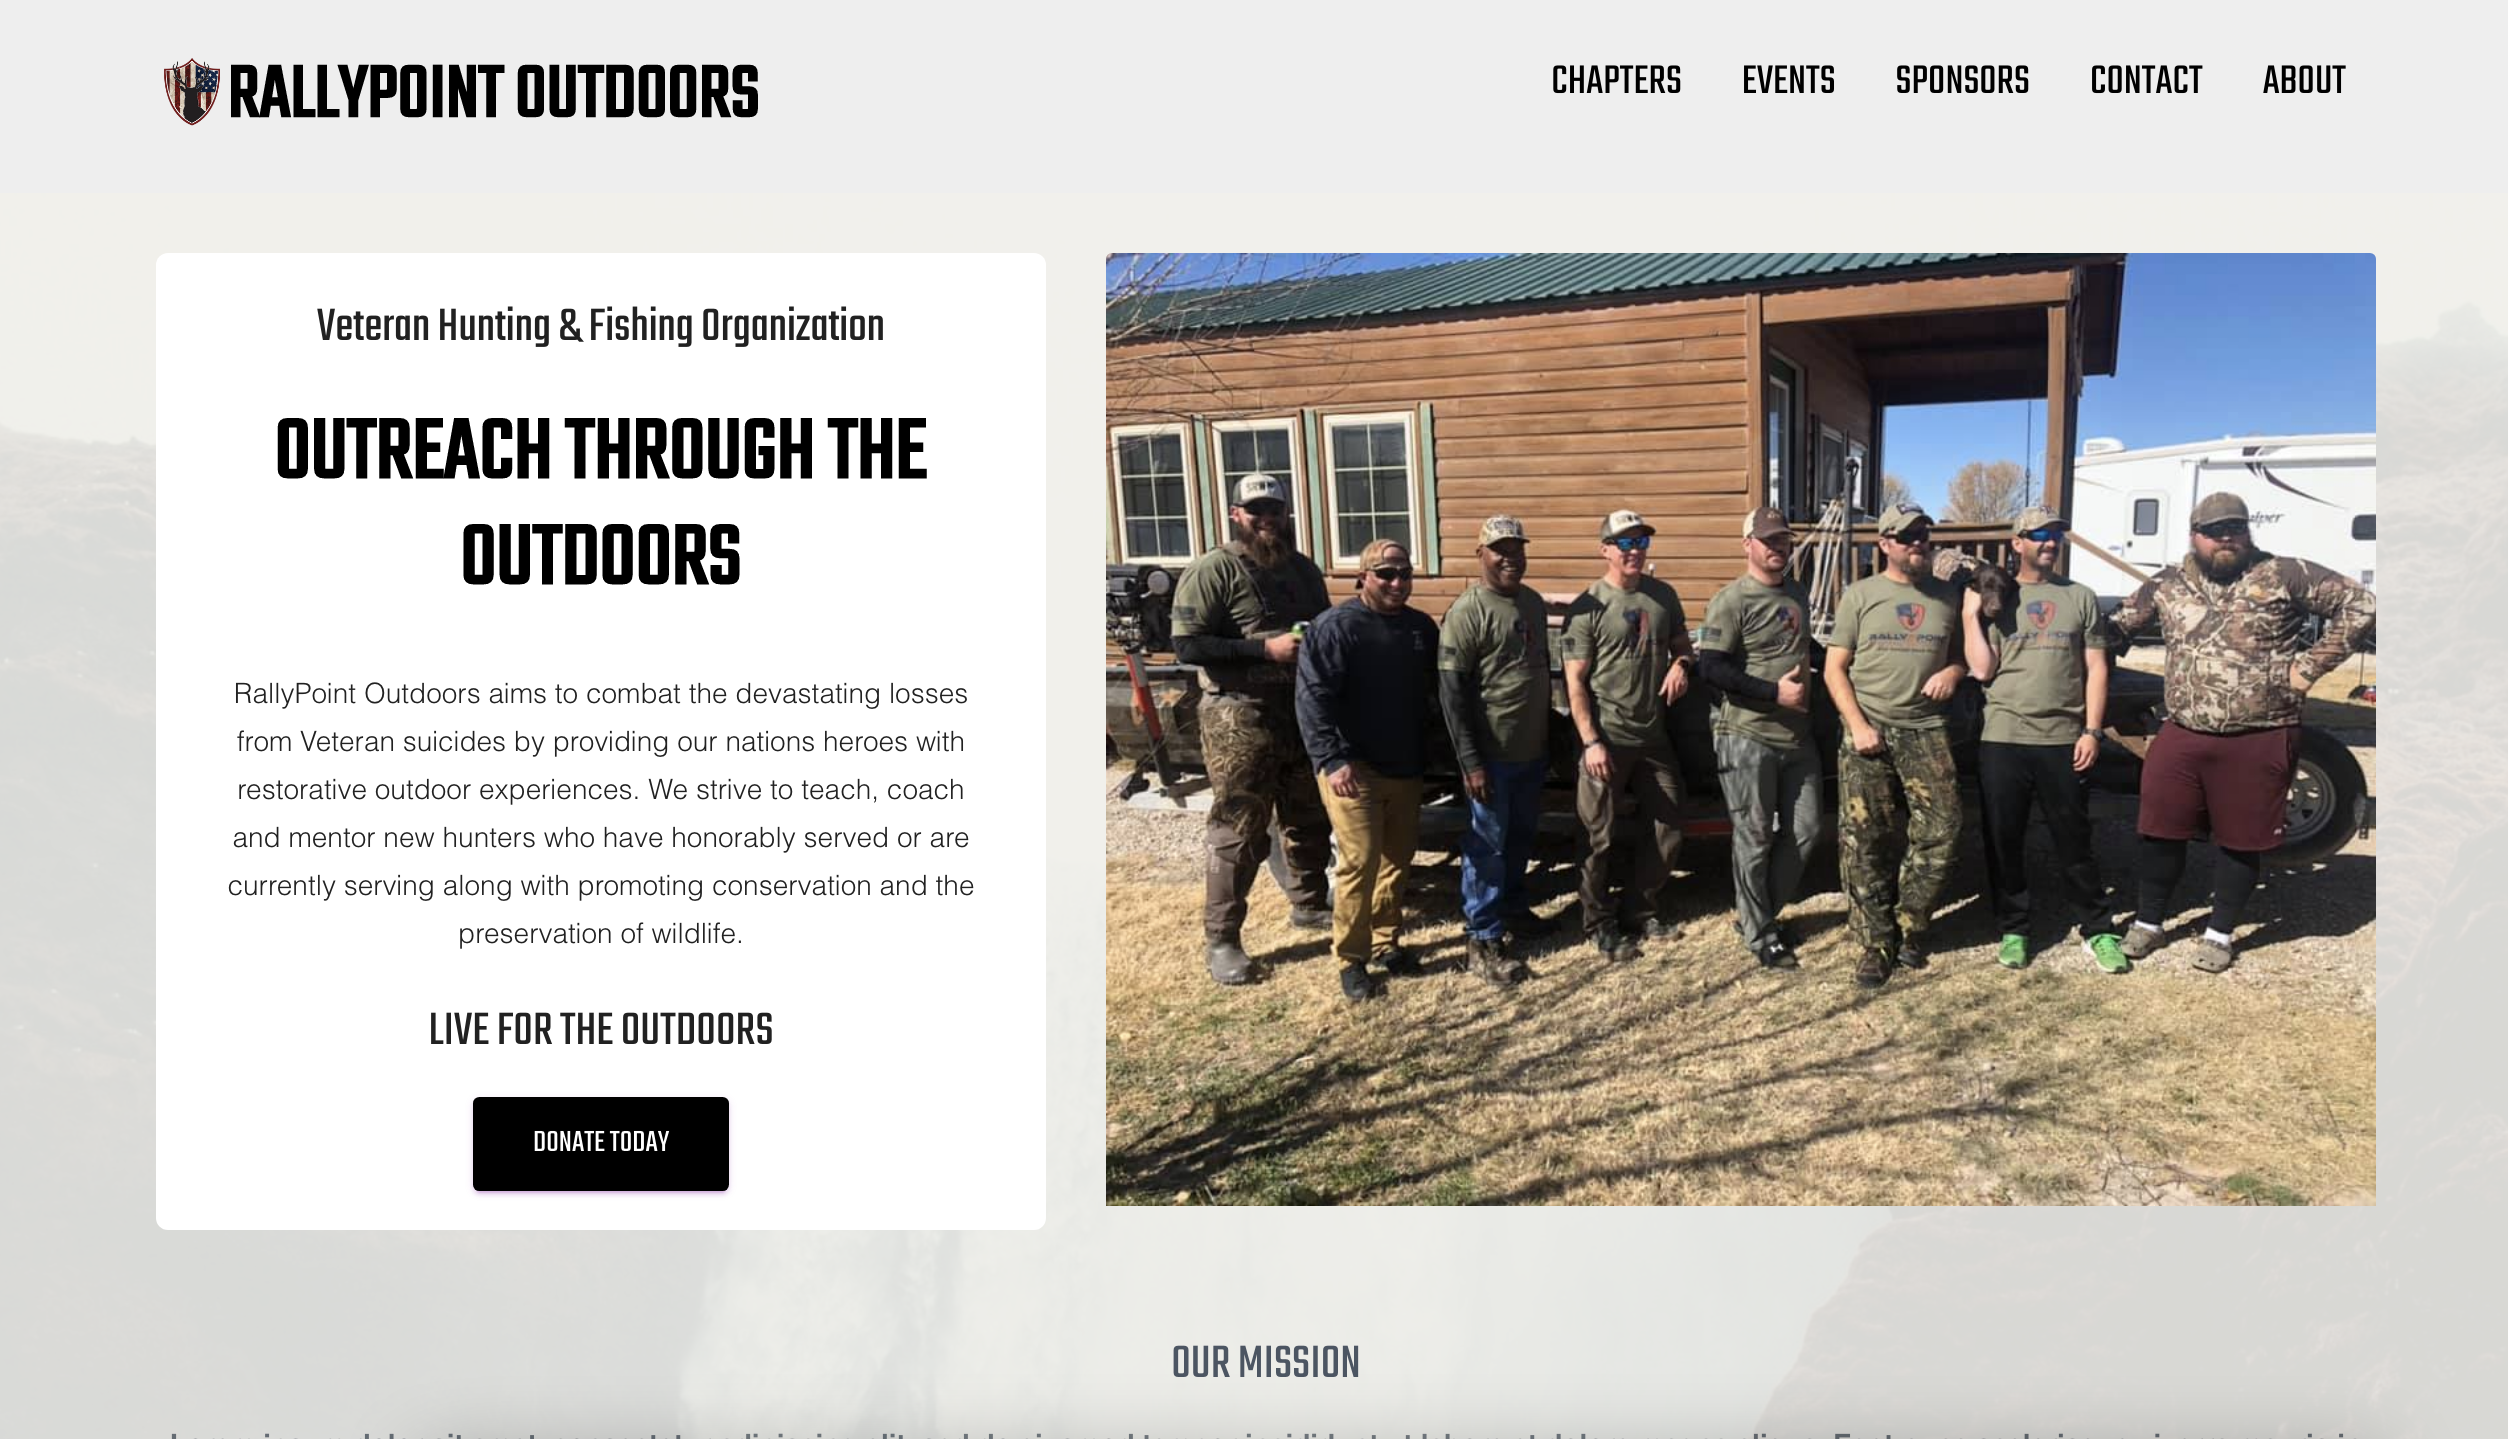 RALLYPOINT OUTDOORS
CHAPTERS EVENTS SPONSORS CONTACT ABOUT
Veteran Hunting & Fishing Organization
OUTREACH THROUGH THE
OUTDOORS
RallyPoint Outdoors aims to combat the devastating losses
from Veteran suicides by providing our nations heroes with
restorative outdoor experiences. We strive to teach, coach
and mentor new hunters who have honorably served or are
currently serving along with promoting conservation and the
preservation of wildlife.
LIVE FOR THE OUTDOORS
DONATE TODAY
OUR MISSION